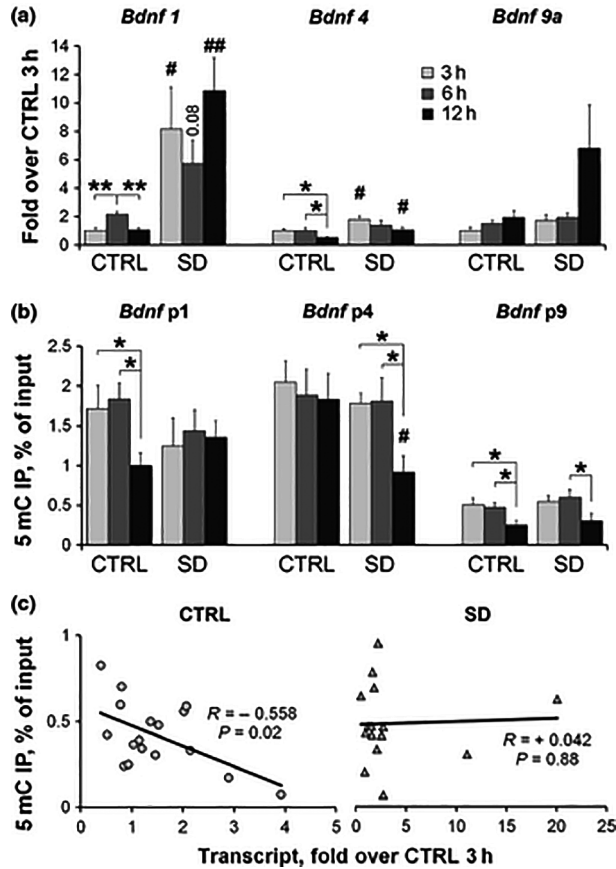 (a)
Bdnf 1 Bdnf 4 Bdnf 9a
Fold over CTRL 3 h
14
12
10
8
6
4
2
0
** **
#
0.08
##
*
*
#
#
3 h
6 h
12 h
CTRL SD CTRL SD CTRL SD
(b)
Bdnf p1 Bdnf p4 Bdnf p9
5 mC IP, % of input
2.5
2
1.5
1
0.5
0
*
*
*
*
#
*
*
*
CTRL SD CTRL SD CTRL SD
(c)
CTRL SD
5 mC IP, % of input
1
0.5
0
R = – 0.558
P = 0.02
R = + 0.042
P = 0.88
0 1 2 3 4 5 0 5 10 15 20 25
Transcript, fold over CTRL 3 h